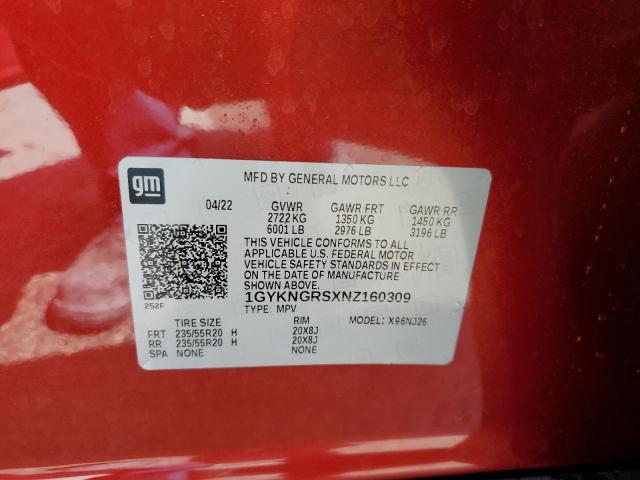 gm
MFD BY GENERAL MOTORS LLC
04/22 GVWR GAWR FRT GAWR RR
2722 KG 1350 KG 1450 KG
6001 LB 2976 LB 3196 LB
THIS VEHICLE CONFORMS TO ALL
APPLICABLE U.S. FEDERAL MOTOR
VEHICLE SAFETY STANDARDS IN EFFECT
ON THE DATE OF MANUFACTURE
SHOWN ABOVE.
1GYKNGRSXNZ160309
252F TYPE: MPV
TIRE SIZE RIM MODEL: X96NJ26
FRT 235/55R20 H 20X8J
RR 235/55R20 H 20X8J
SPA NONE NONE